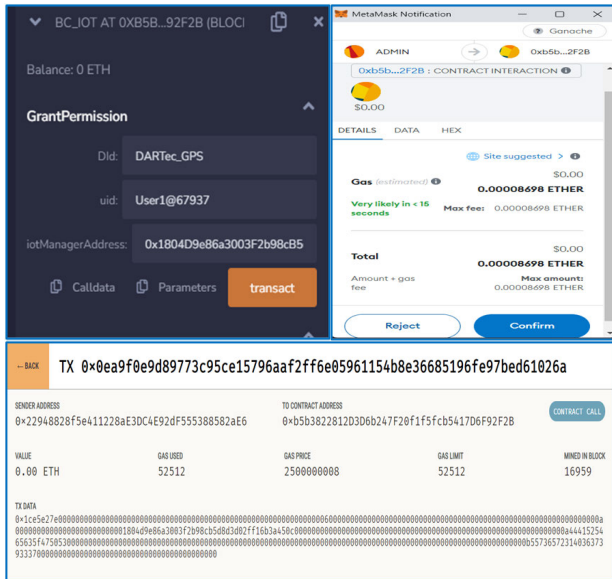 BC_IOT AT 0XB5B...92F2B (BLOCI
Balance: 0 ETH
GrantPermission
DId: DARTec_GPS
uid: User1@67937
iotManagerAddress: 0x1804D9e86a3003F2b98cB5
Calldata Parameters transact
MetaMask Notification
Ganache
ADMIN 0xb5b...2F2B
0xb5b...2F2B : CONTRACT INTERACTION
$0.00
DETAILS DATA HEX
Site suggested >
$0.00
Gas (estimated) 0.00008698 ETHER
Very likely in < 15 seconds Max fee: 0.00008698 ETHER
$0.00
Total 0.00008698 ETHER
Amount + gas fee Max amount: 0.00008698 ETHER
Reject Confirm
← BACK TX 0×0ea9f0e9d89773c95ce15796aaf2ff6e05961154b8e36685196fe97bed61026a
SENDER ADDRESS TO CONTRACT ADDRESS CONTRACT CALL
0×22948828f5e411228aE3DC4E92dF555388582aE6 0×b5b3822812D3D6b247F20f1f5fcb5417D6F92F2B
VALUE GAS USED GAS PRICE GAS LIMIT MINED IN BLOCK
0.00 ETH 52512 2500000008 52512 16959
TX DATA